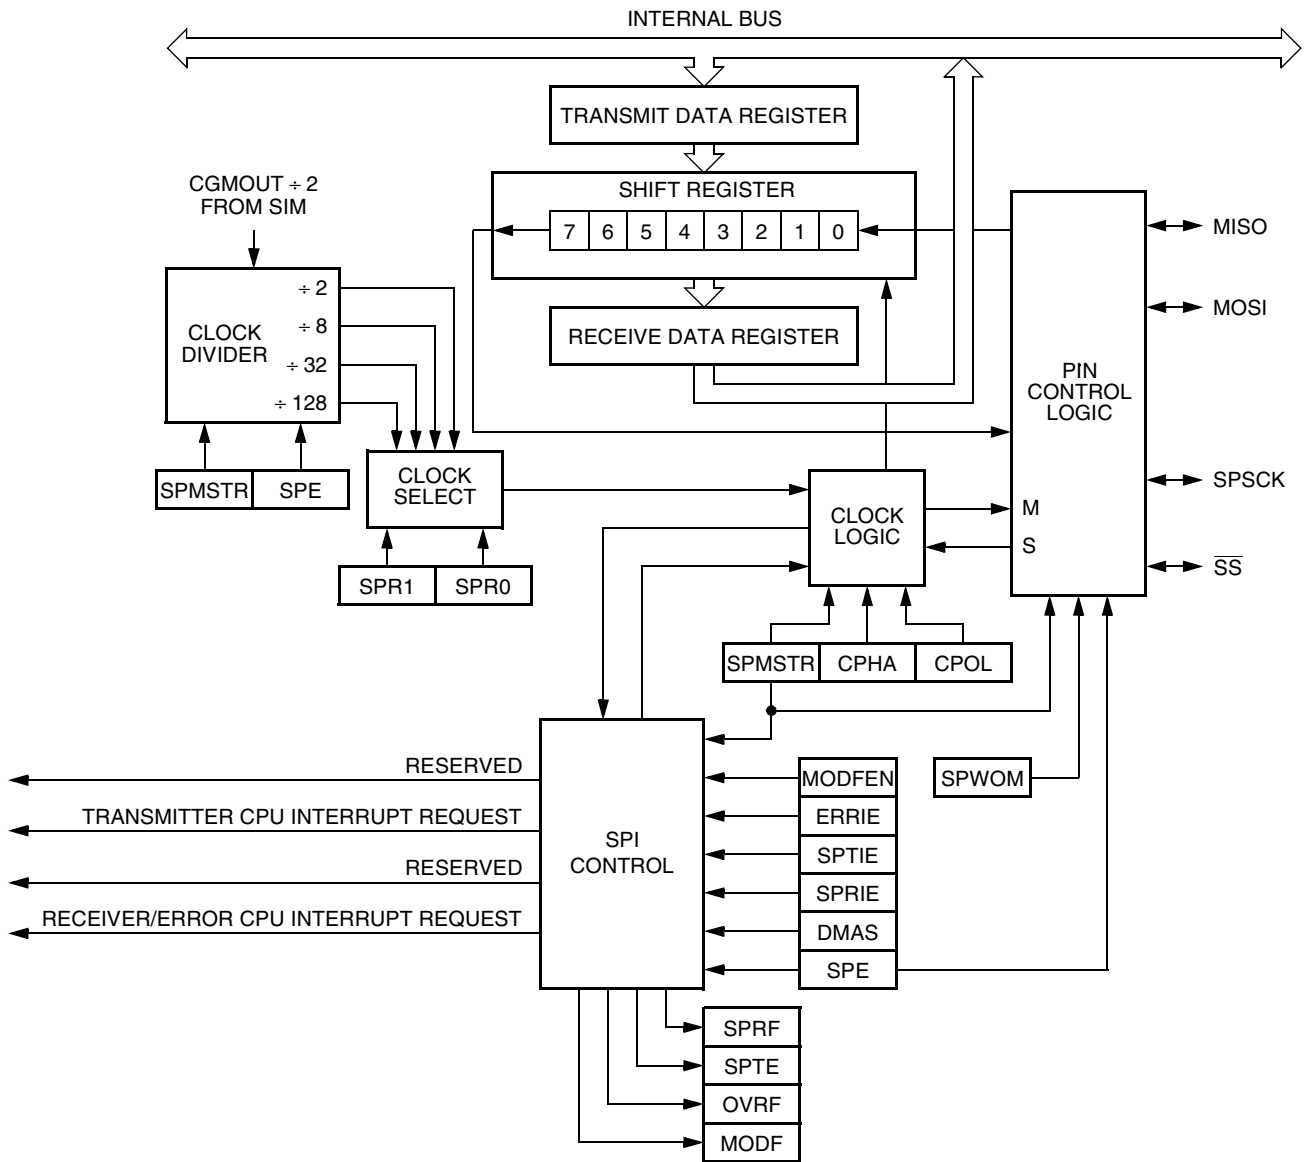 INTERNAL BUS
TRANSMIT DATA REGISTER
CGMOUT ÷ 2
FROM SIM
SHIFT REGISTER
7 6 5 4 3 2 1 0
MISO
÷ 2
÷ 8
÷ 32
÷ 128
CLOCK
DIVIDER
RECEIVE DATA REGISTER
MOSI
PIN
CONTROL
LOGIC
SPMSTR SPE
CLOCK
SELECT
SPR1 SPR0
CLOCK
LOGIC
M
S
SPSCK
SS
SPMSTR CPHA CPOL
RESERVED
TRANSMITTER CPU INTERRUPT REQUEST
RESERVED
RECEIVER/ERROR CPU INTERRUPT REQUEST
SPI
CONTROL
MODFEN
ERRIE
SPTIE
SPRIE
DMAS
SPE
SPWOM
SPRF
SPTE
OVRF
MODF